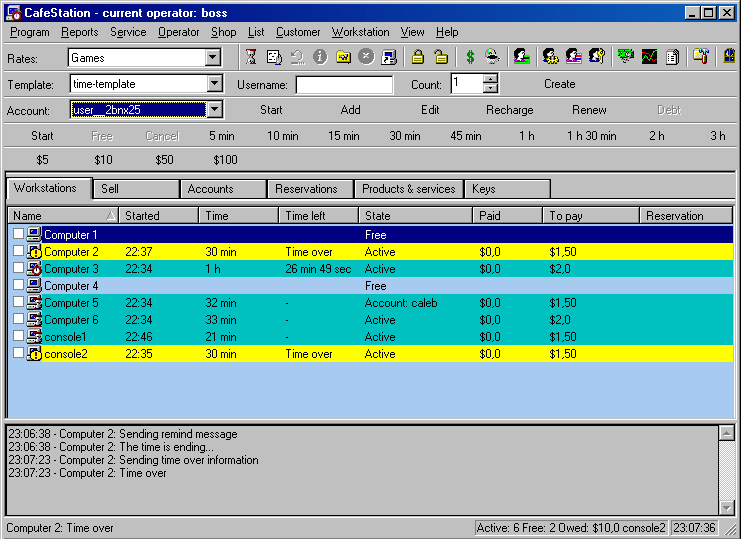 CafeStation - current operator: boss
Program Reports Service Operator Shop List Customer Workstation View Help
Rates: Games
Template: time-template Username: Count: 1 Create
Account: user__2bnx25 Start Add Edit Recharge Renew Debt
Start Free Cancel 5 min 10 min 15 min 30 min 45 min 1 h 1 h 30 min 2 h 3 h
$5 $10 $50 $100
Workstations Sell Accounts Reservations Products & services Keys
Name Started Time Time left State Paid To pay Reservation
Computer 1 Free
Computer 2 22:37 30 min Time over Active $0,0 $1,50
Computer 3 22:34 1 h 26 min 49 sec Active $0,0 $2,0
Computer 4 Free
Computer 5 22:34 32 min - Account: caleb $0,0 $1,50
Computer 6 22:34 33 min - Active $0,0 $2,0
console1 22:46 21 min - Active $0,0 $1,50
console2 22:35 30 min Time over Active $0,0 $1,50
23:06:38 - Computer 2: Sending remind message
23:06:38 - Computer 2: The time is ending...
23:07:23 - Computer 2: Sending time over information
23:07:23 - Computer 2: Time over
Computer 2: Time over Active: 6 Free: 2 Owed: $10,0 console2 23:07:36